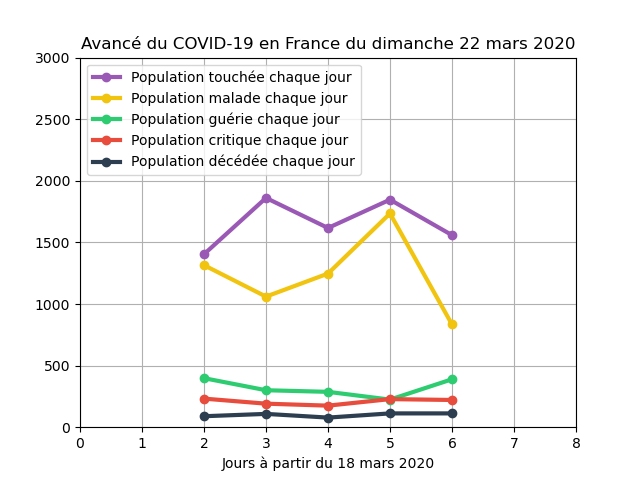 Avancé du COVID-19 en France du dimanche 22 mars 2020
3000
2500
2000
1500
1000
500
0
Population touchée chaque jour
Population malade chaque jour
Population guérie chaque jour
Population critique chaque jour
Population décédée chaque jour
0 1 2 3 4 5 6 7 8
Jours à partir du 18 mars 2020